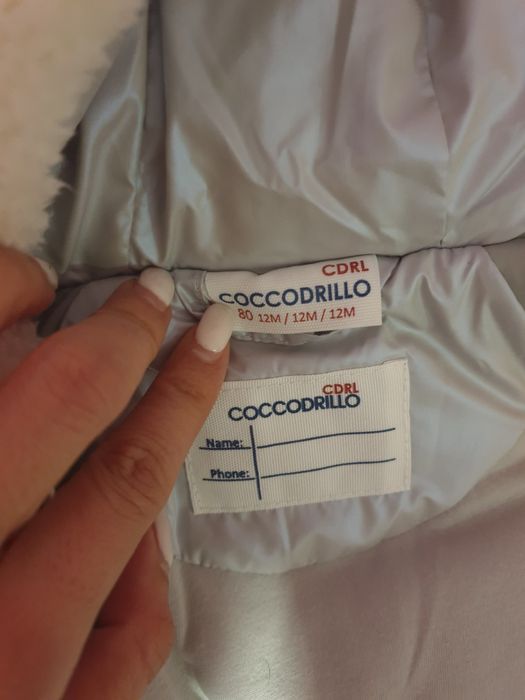 CDRL
COCCODRILLO
80 12M / 12M / 12M
CDRL
COCCODRILLO
Name:
Phone: